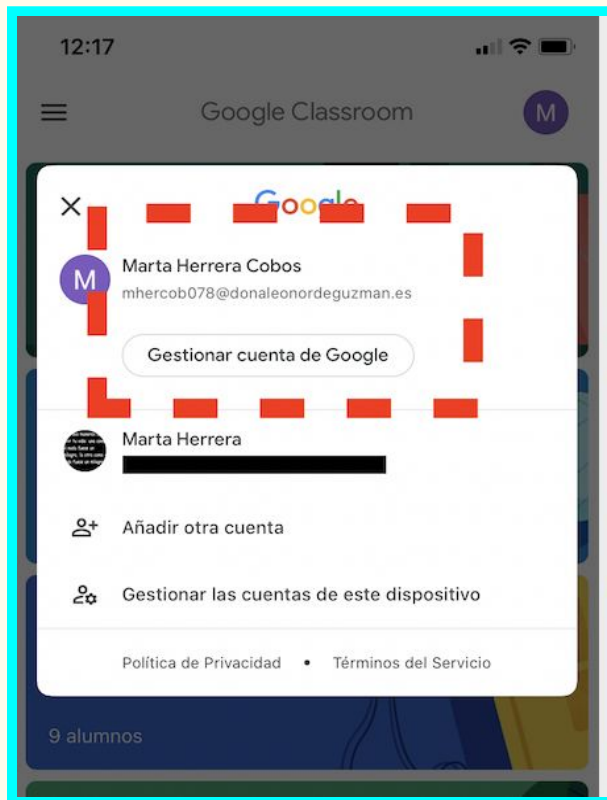 12:17
Google Classroom
M
Google
Marta Herrera Cobos
M
mhercob078@donaleonordeguzman.es
Gestionar cuenta de Google
Marta Herrera
Añadir otra cuenta
Gestionar las cuentas de este dispositivo
Política de Privacidad • Términos del Servicio
9 alumnos